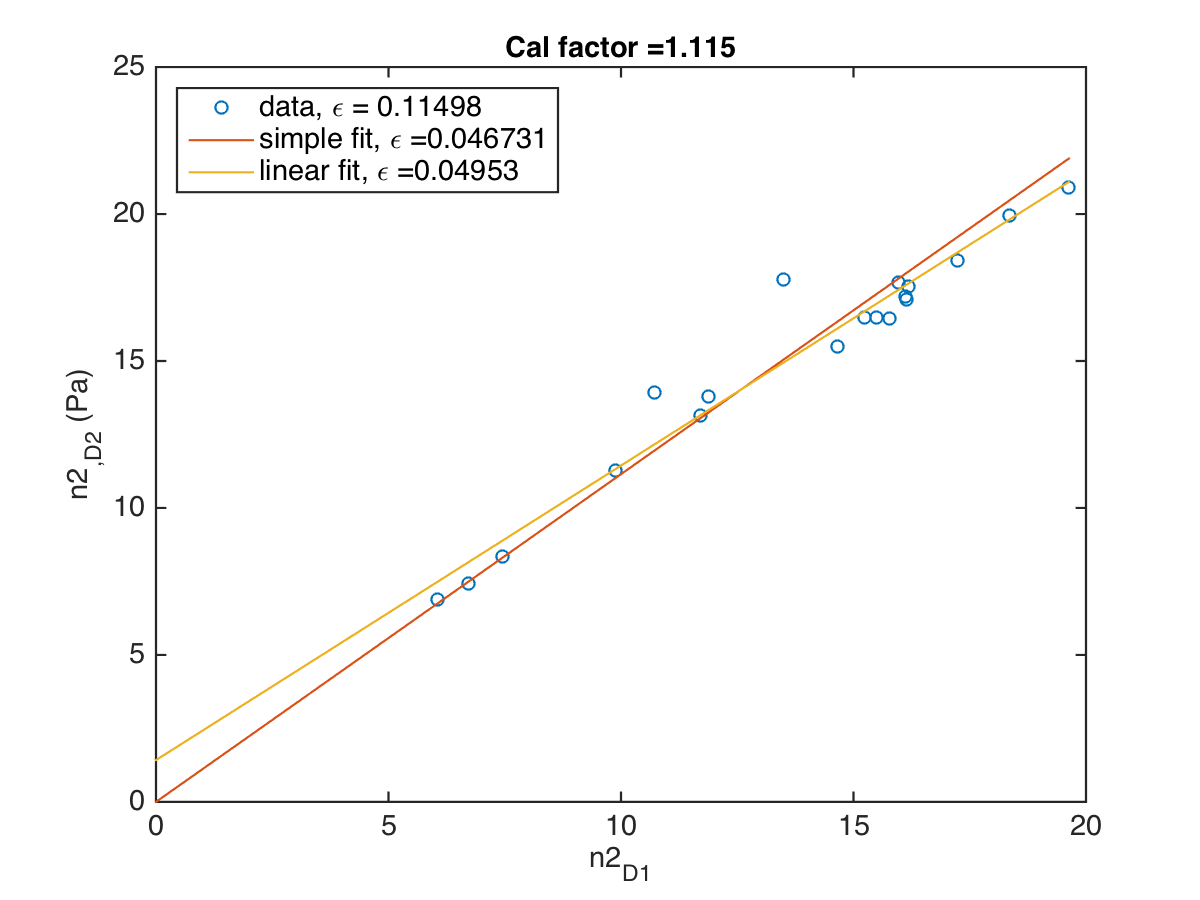 Cal factor =1.115
25
20
15
10
5
0
data, ϵ = 0.11498
simple fit, ϵ =0.046731
linear fit, ϵ =0.04953
n2,D2 (Pa)
0 5 10 15 20
n2D1